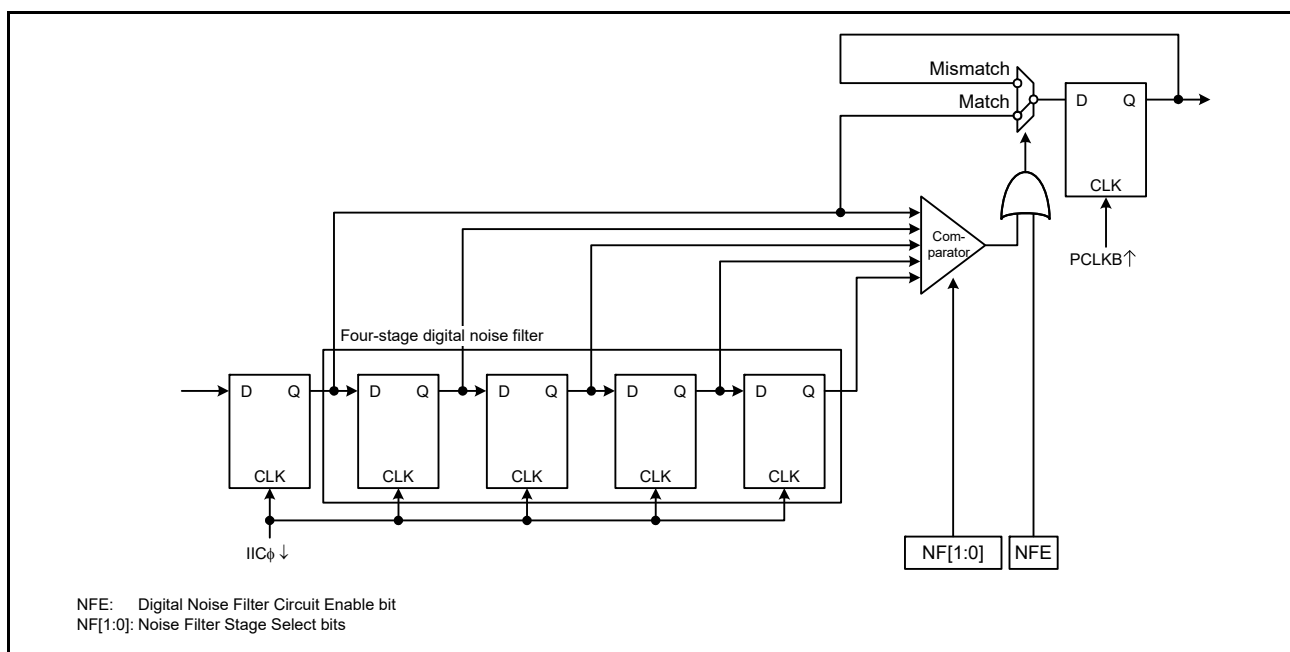 Mismatch
Match
D Q
CLK
PCLKB↑
Com-
parator
Four-stage digital noise filter
D Q D Q D Q D Q D Q
CLK CLK CLK CLK CLK
IICϕ ↓
NF[1:0] NFE
NFE: Digital Noise Filter Circuit Enable bit
NF[1:0]: Noise Filter Stage Select bits